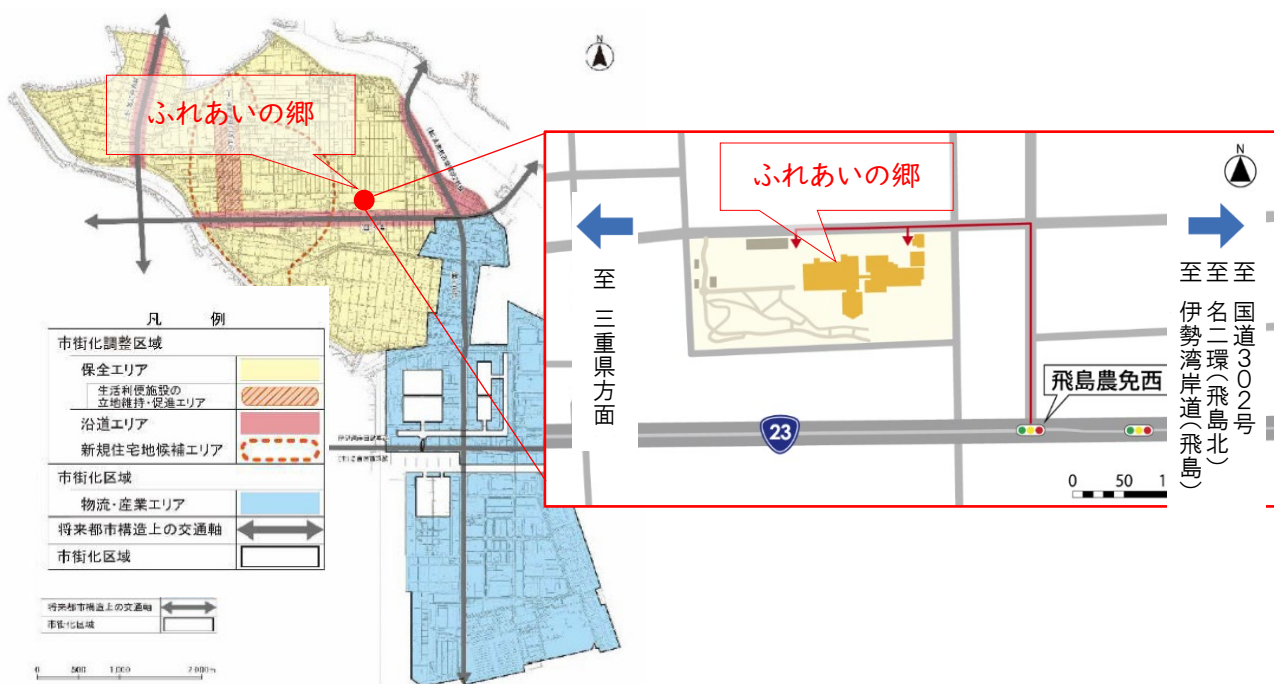 N
ふれあいの郷
凡 例
市街化調整区域
保全エリア
生活利便施設の
立地維持・促進エリア
沿道エリア
新規住宅地候補エリア
市街化区域
物流・産業エリア
将来都市構造上の交通軸
市街化区域
将来都市構造上の交通軸
市街化区域
0 500 1,000 2,000m
N
ふれあいの郷
至 三重県方面
至 国道302号
至 名二環(飛島北)
至 伊勢湾岸道(飛島)
飛島農免西
23
0 50